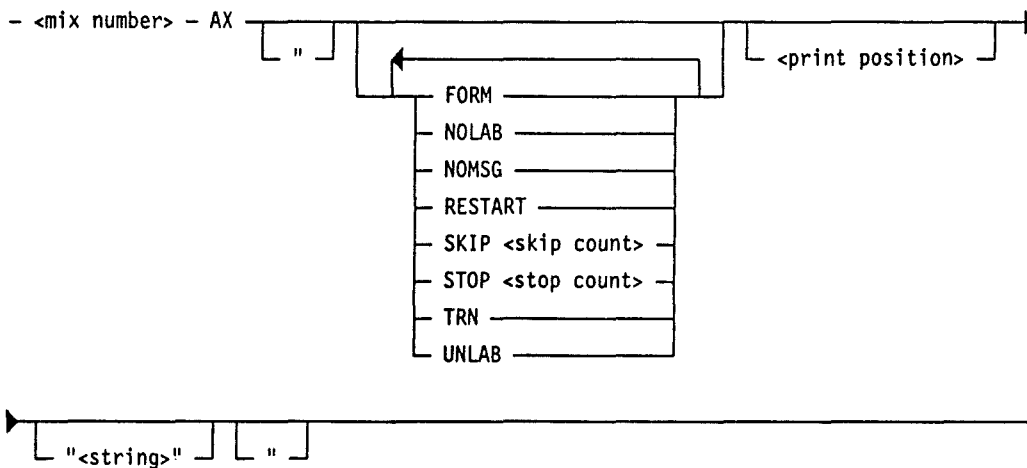 <mix number> – AX
" <print position>
FORM
NOLAB
NOMSG
RESTART
SKIP <skip count>
STOP <stop count>
TRN
UNLAB
"<string>" "